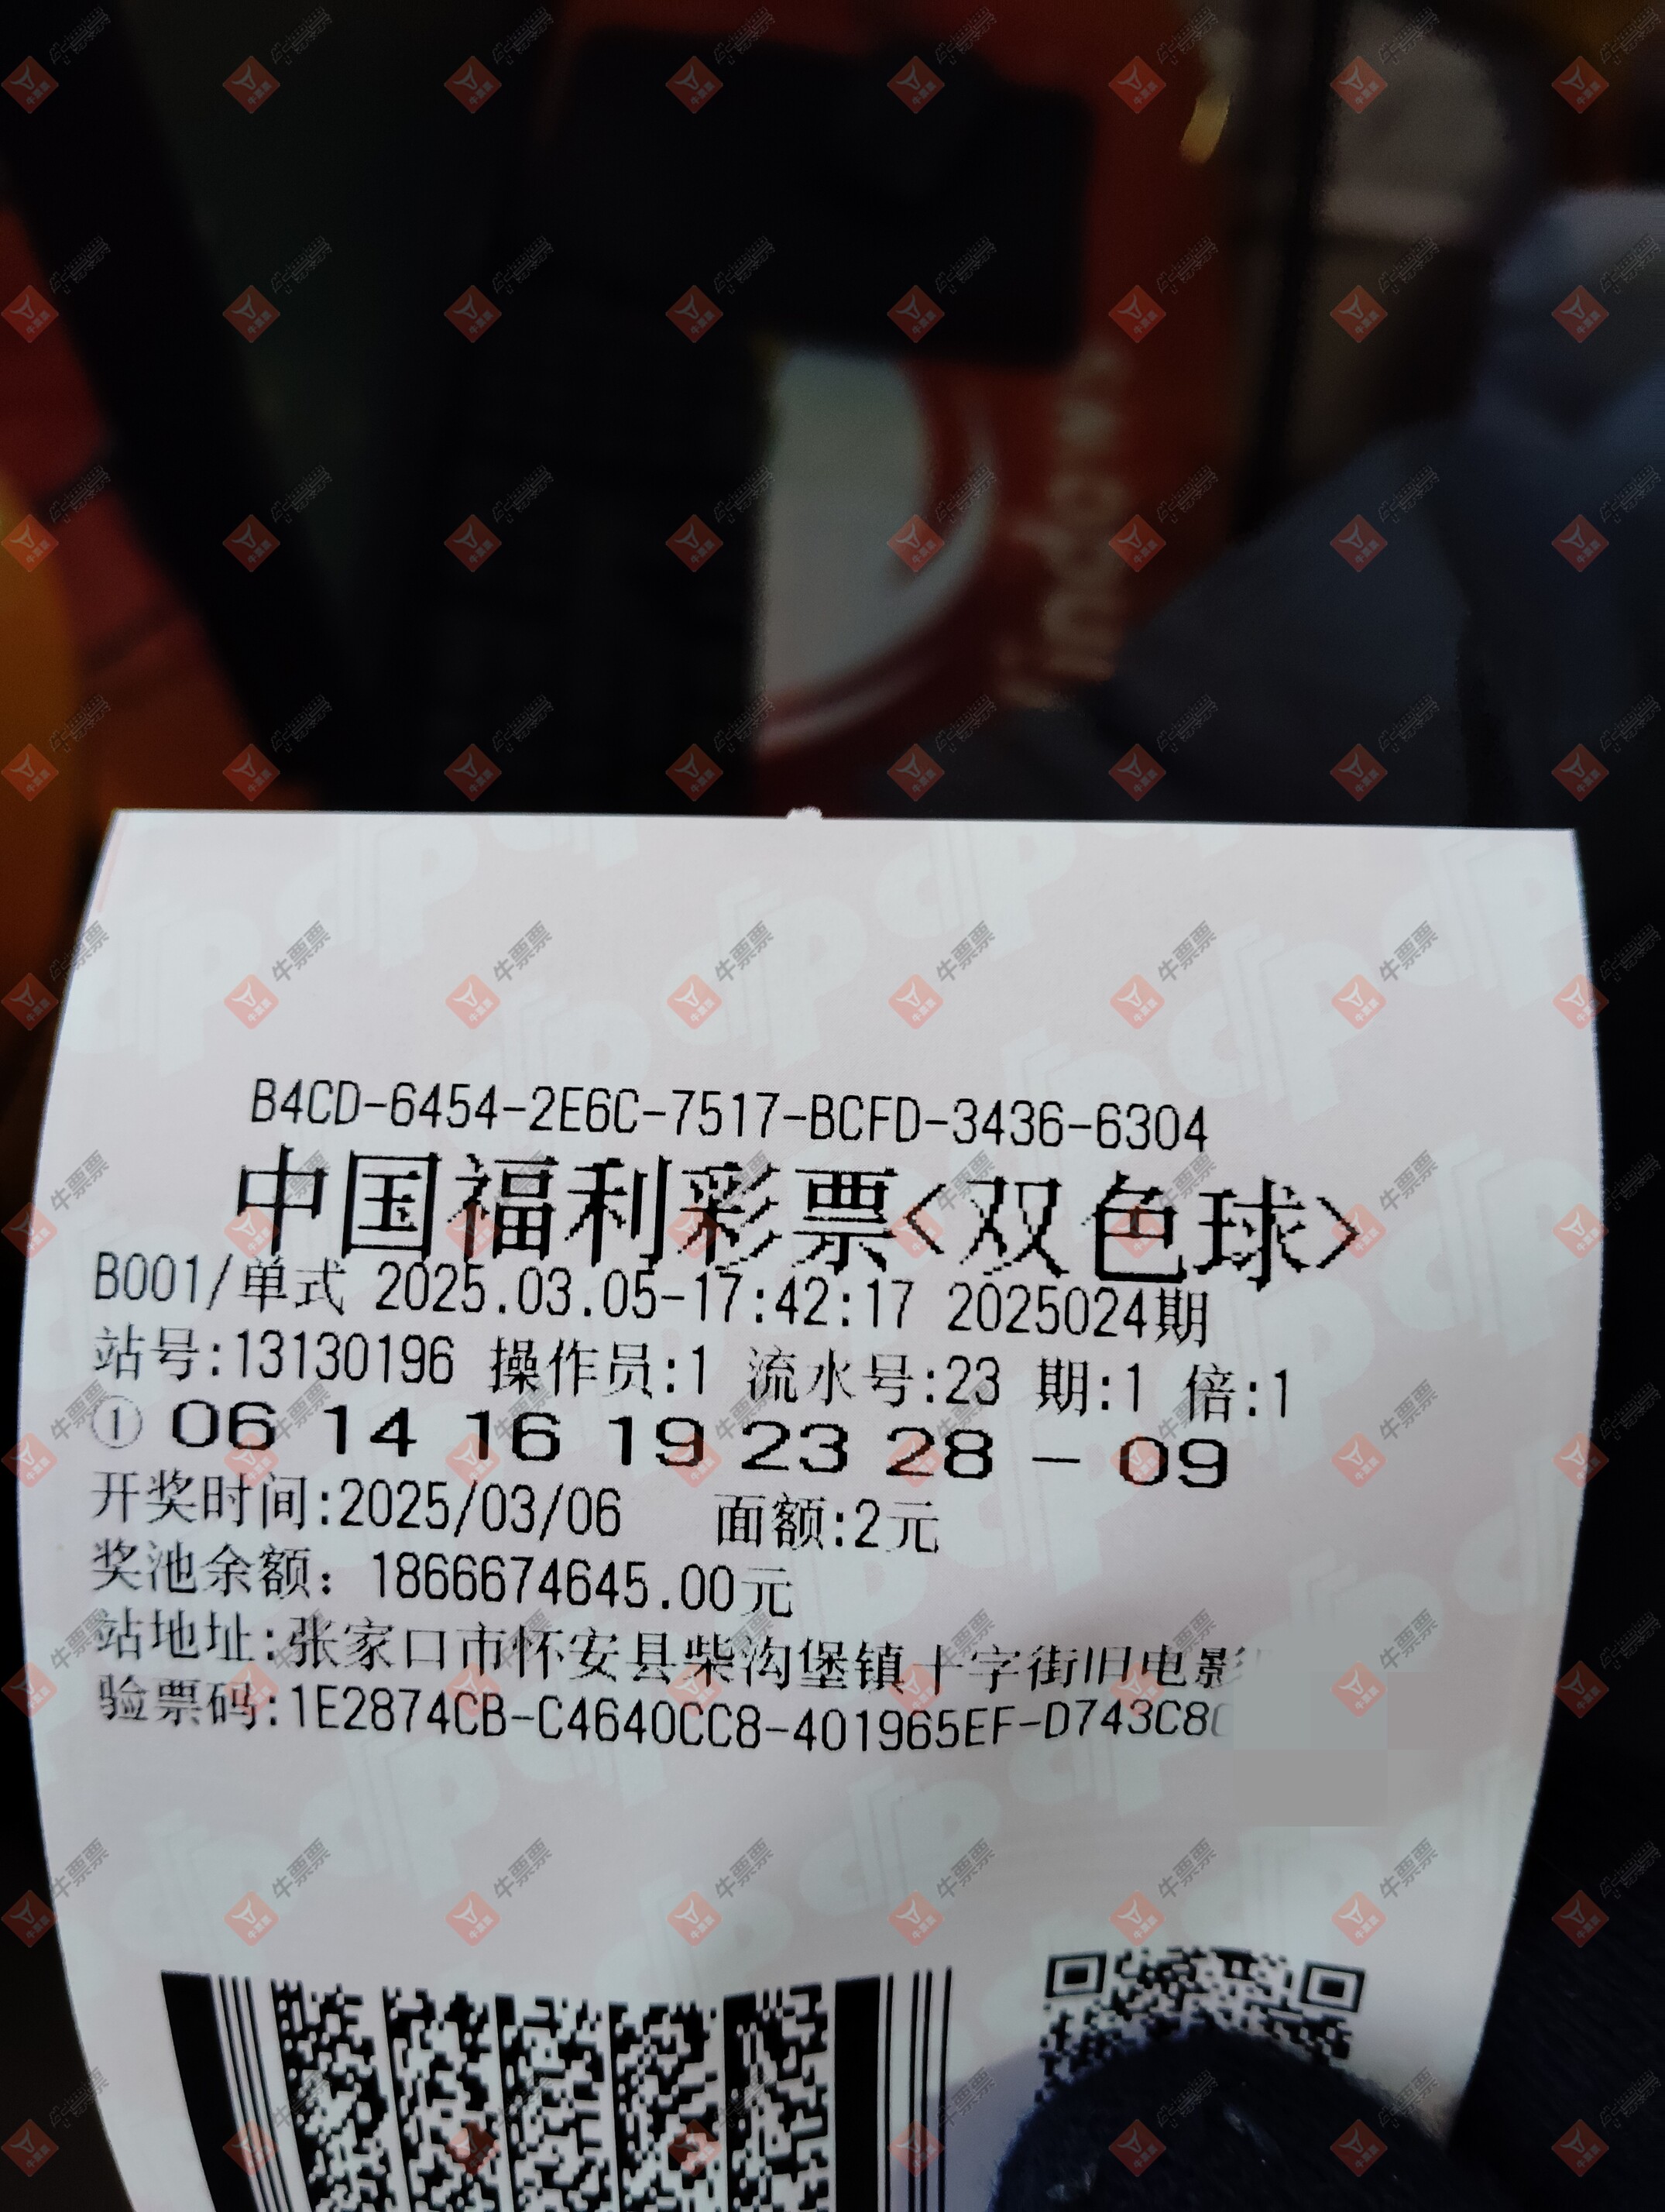 B4CD-6454-2E6C-7517-BCFD-3436-6304
中国福利彩票<双色球>
B001/单式 2025.03.05-17:42:17 2025024期
站号:13130196 操作员:1 流水号:23 期:1 倍:1
① 06 14 16 19 23 28 - 09
开奖时间:2025/03/06 面额:2元
奖池余额: 1866674645.00元
站地址:张家口市怀安县柴沟堡镇十字街旧电影
验票码:1E2874CB-C4640CC8-401965EF-D743C8
牛票票